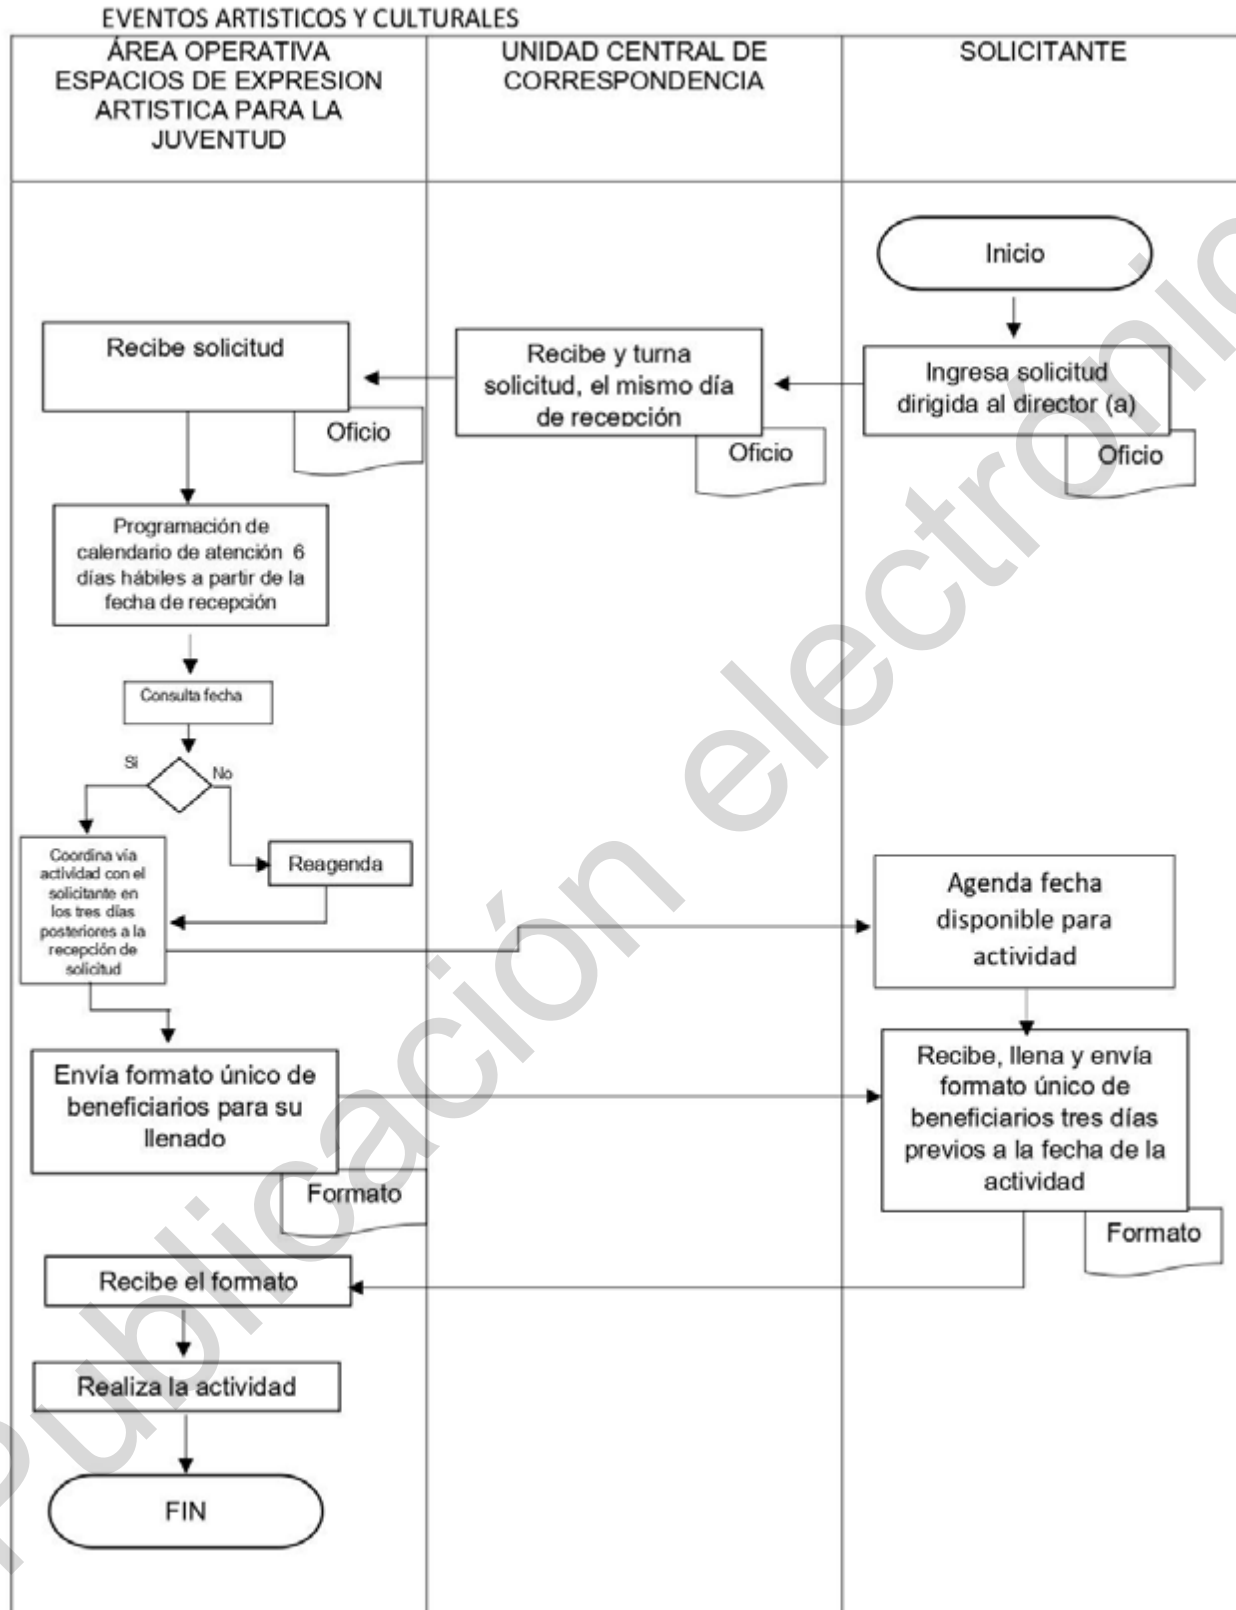 EVENTOS ARTISTICOS Y CULTURALES
ÁREA OPERATIVA
ESPACIOS DE EXPRESION
ARTISTICA PARA LA
JUVENTUD
UNIDAD CENTRAL DE
CORRESPONDENCIA
SOLICITANTE
Inicio
Ingresa solicitud
dirigida al director (a)
Oficio
Recibe y turna
solicitud, el mismo día
de recepción
Oficio
Recibe solicitud
Oficio
Programación de
calendario de atención 6
días hábiles a partir de la
fecha de recepción
Consulta fecha
Si
No
Reagenda
Coordina vía
actividad con el
solicitante en
los tres días
posteriores a la
recepción de
solicitud
Agenda fecha
disponible para
actividad
Envía formato único de
beneficiarios para su
llenado
Formato
Recibe, llena y envía
formato único de
beneficiarios tres días
previos a la fecha de la
actividad
Formato
Recibe el formato
Realiza la actividad
FIN
Publicación electrónic